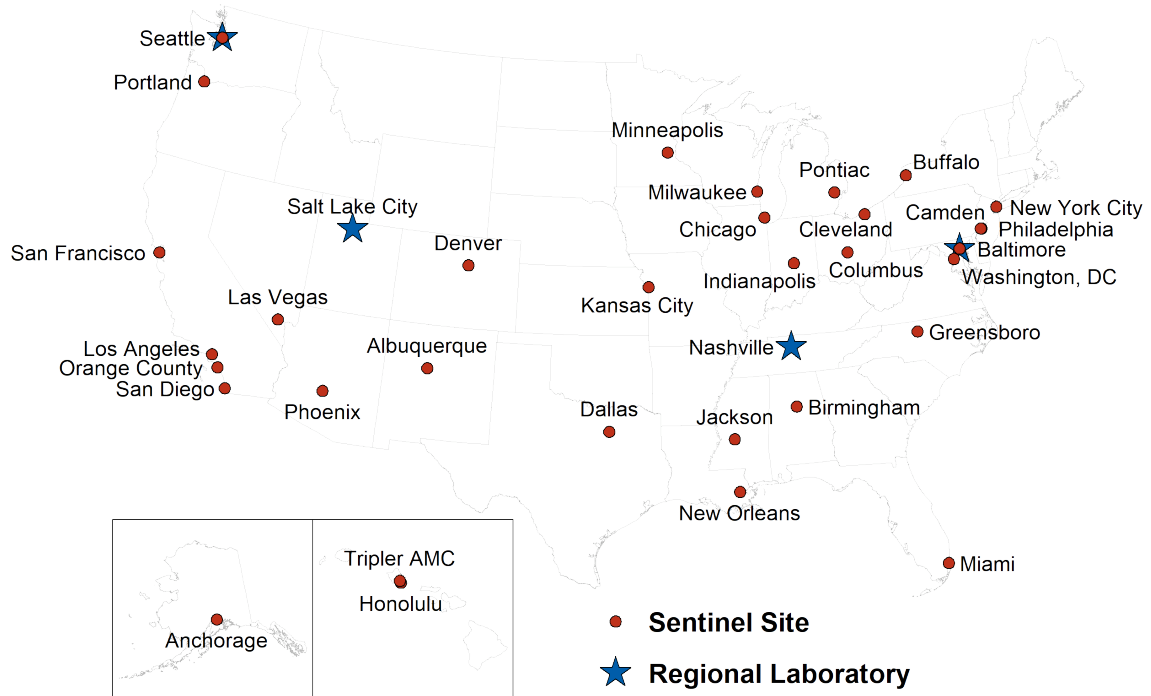 Seattle
Portland
Minneapolis
Buffalo
Pontiac
Milwaukee
Salt Lake City
Camden
New York City
Chicago
Cleveland
Philadelphia
San Francisco
Denver
Baltimore
Columbus
Indianapolis
Washington, DC
Las Vegas
Kansas City
Greensboro
Los Angeles
Albuquerque
Nashville
Orange County
San Diego
Phoenix
Dallas
Jackson
Birmingham
New Orleans
Miami
Tripler AMC
Honolulu
Anchorage
Sentinel Site
Regional Laboratory